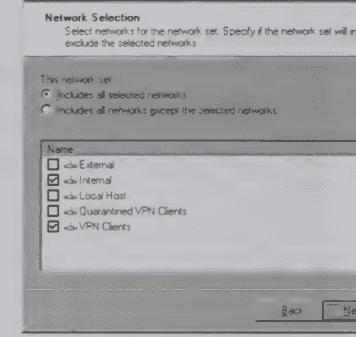 Network Selection
Select networks for the network set. Specify if the network set will
exclude the selected networks
This network set
Includes all selected networks
Includes all networks except the selected networks
Name
External
Internal
Local Host
Quarantined VPN Clients
VPN Clients
Back